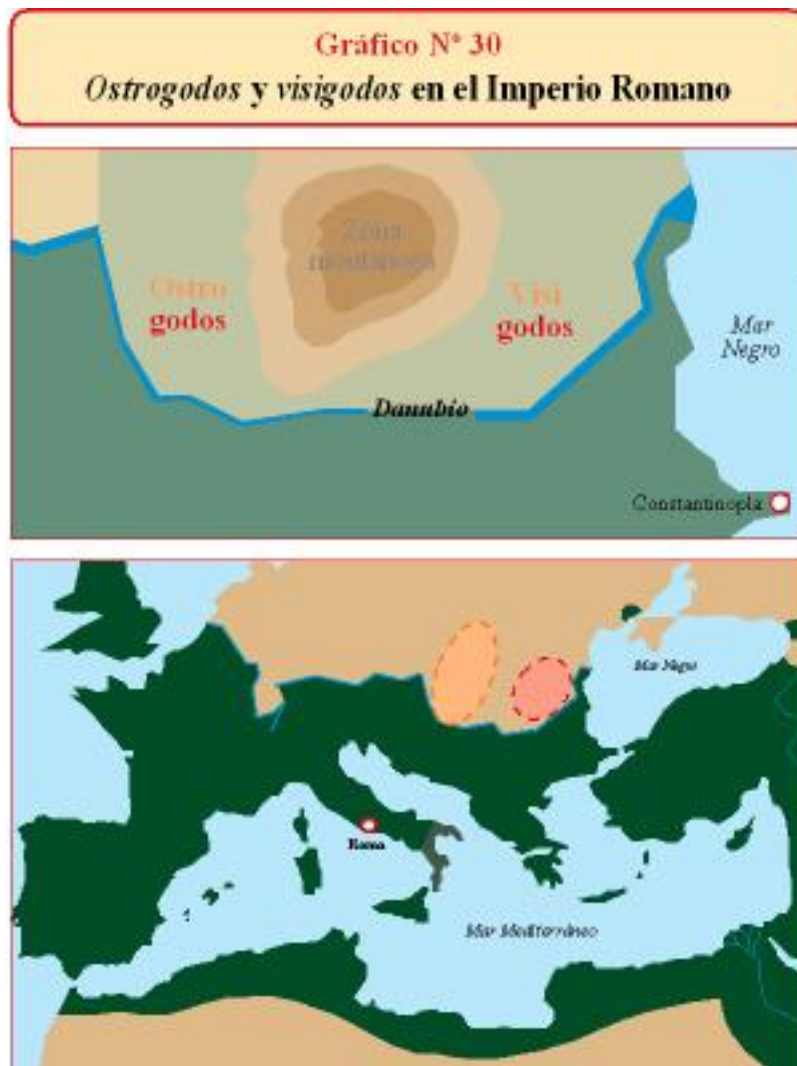 Gráfico Nº 30
Ostrogodos y visigodos en el Imperio Romano
Zona
montañosa
Ostro
godos
Visi
godos
Mar
Negro
Danubio
Constantinopla
Mar Negro
Roma
Mar Mediterráneo